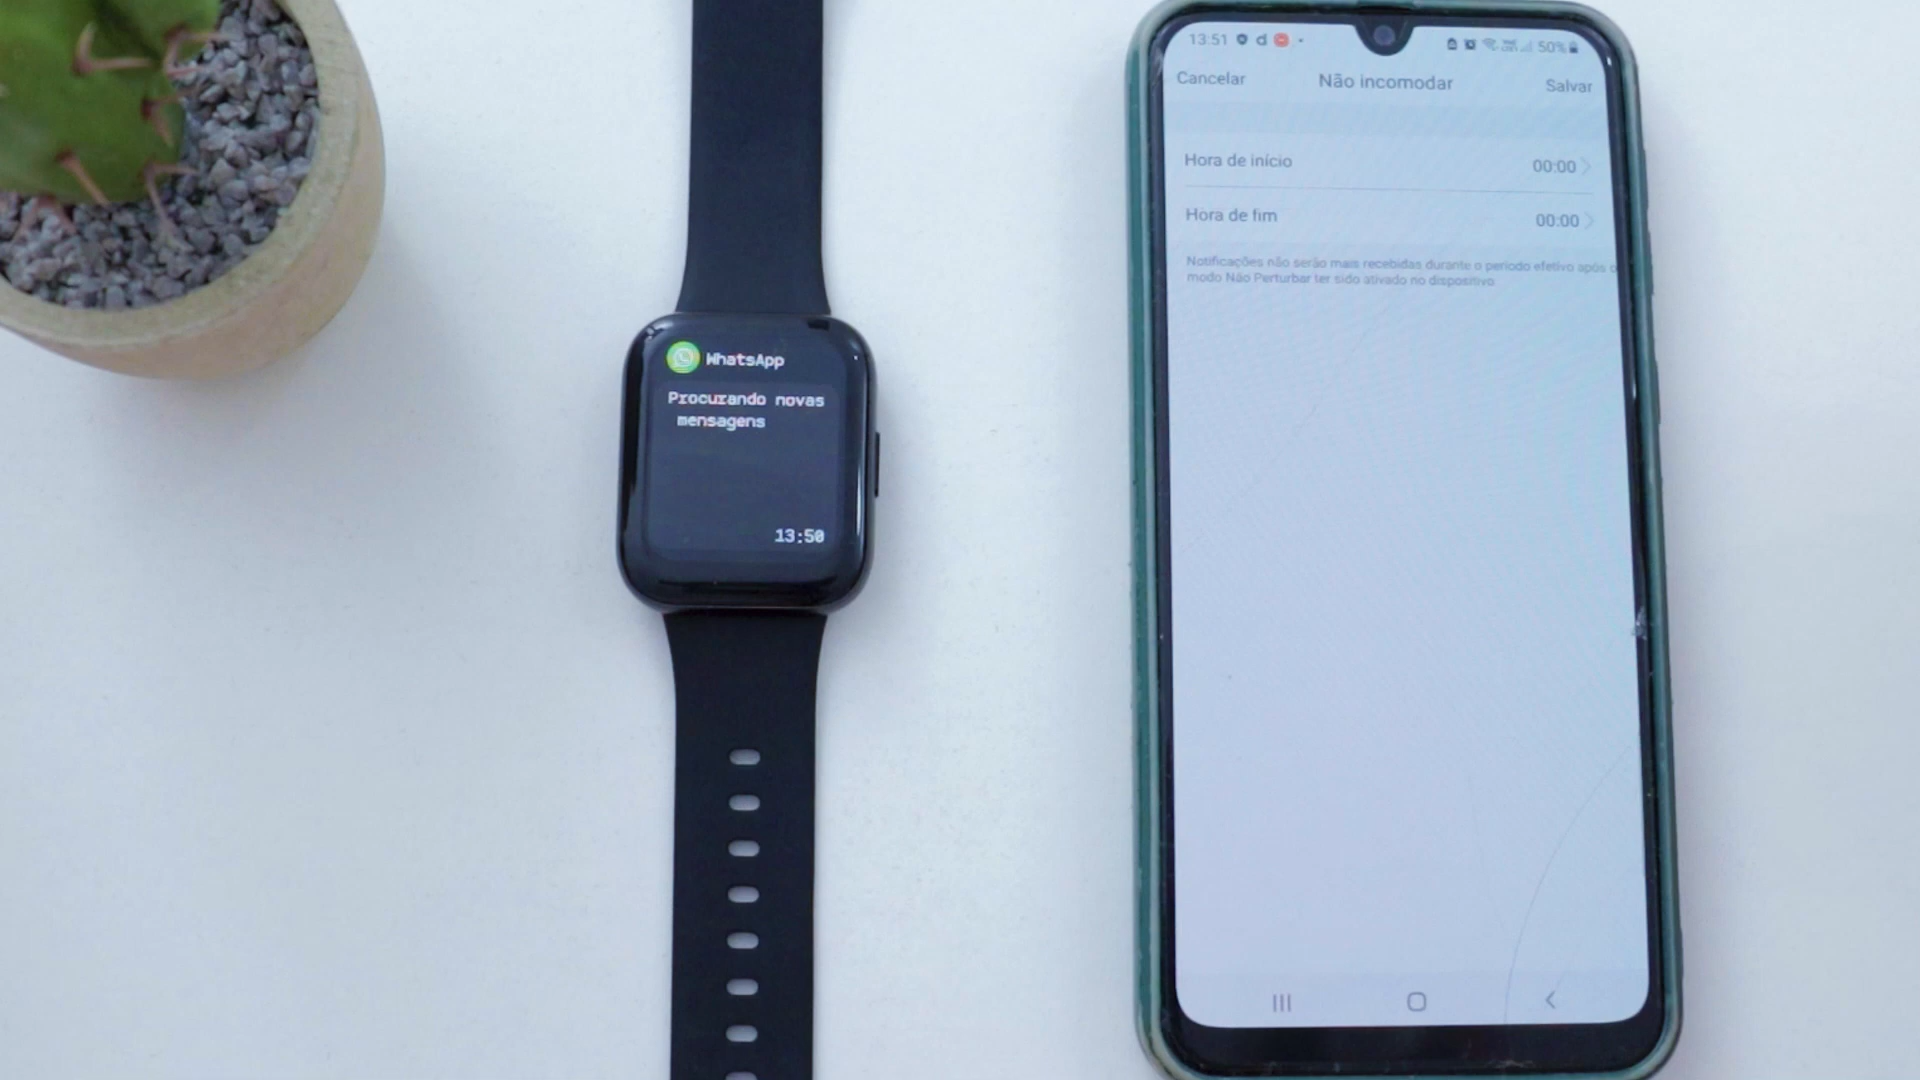 WhatsApp
Procurando novas
mensagens
13:50
13:51
50%
Cancelar
Não incomodar
Salvar
Hora de início
00:00
Hora de fim
00:00
Notificações não serão mais recebidas durante o período efetivo após o
modo Não Perturbar ter sido ativado no dispositivo